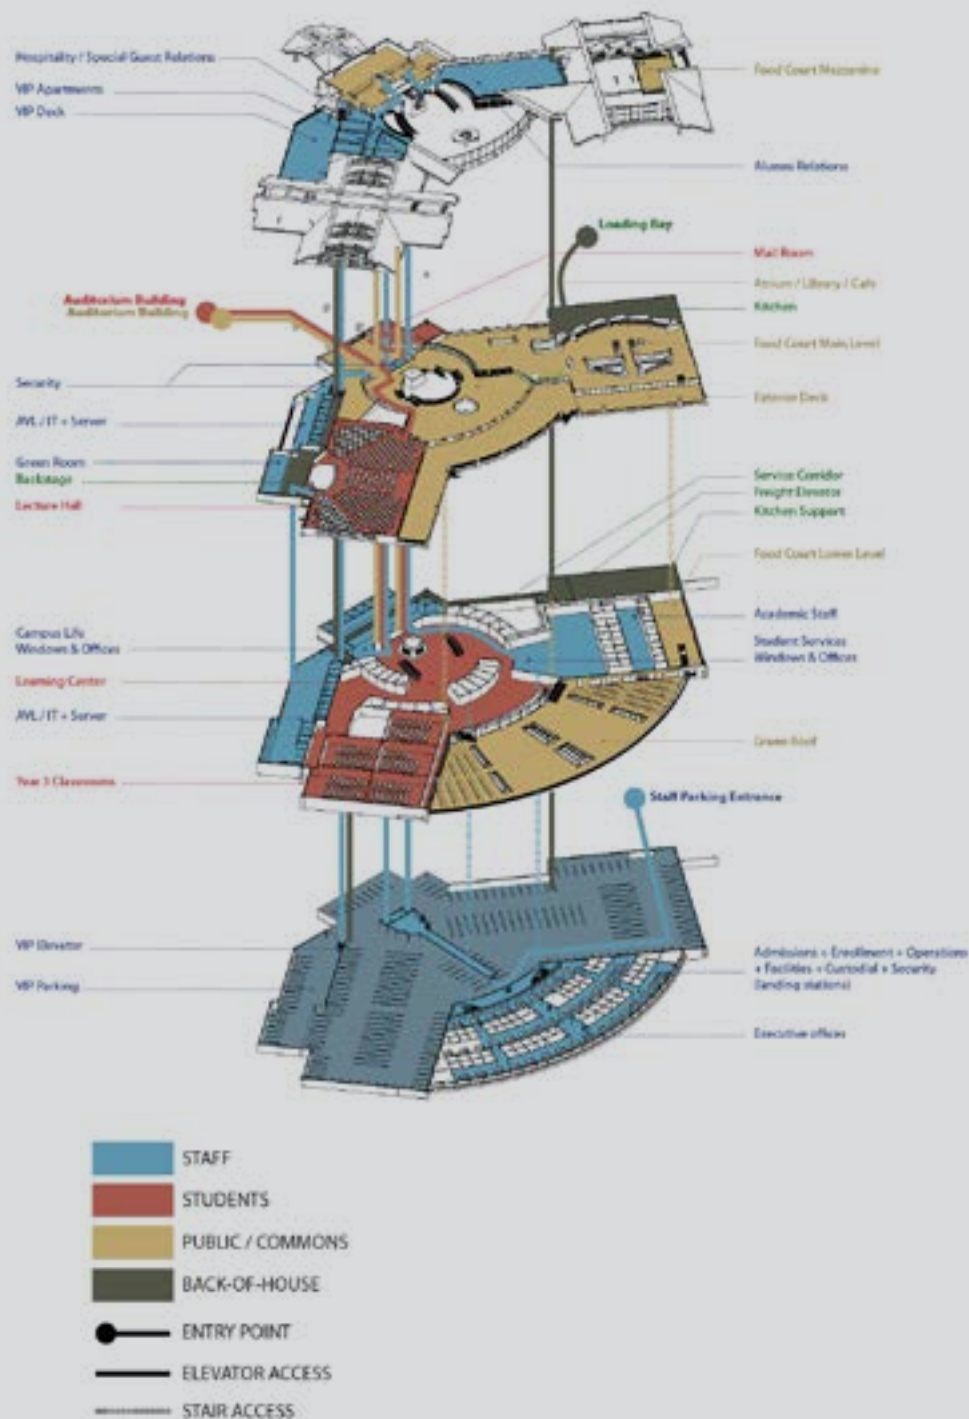 Hospitality / Special Guest Relations
VIP Apartments
VIP Deck
Food Court Mezzanine
Alumni Relations
Loading Bay
Mail Room
Atrium / Library / Cafe
Kitchen
Auditorium Building
Auditorium Building
Food Court Main Level
Security
Exterior Deck
AVL / IT + Server
Green Room
Backstage
Lecture Hall
Service Corridor
Freight Elevator
Kitchen Support
Food Court Lower Level
Academic Staff
Campus Life
Windows & Offices
Student Services
Windows & Offices
Learning Center
AVL / IT + Server
Green Roof
Year 3 Classrooms
Staff Parking Entrance
VIP Elevator
VIP Parking
Admissions + Enrollment + Operations
+ Facilities + Custodial + Security
(landing stations)
Executive offices
STAFF
STUDENTS
PUBLIC / COMMONS
BACK-OF-HOUSE
ENTRY POINT
ELEVATOR ACCESS
STAIR ACCESS